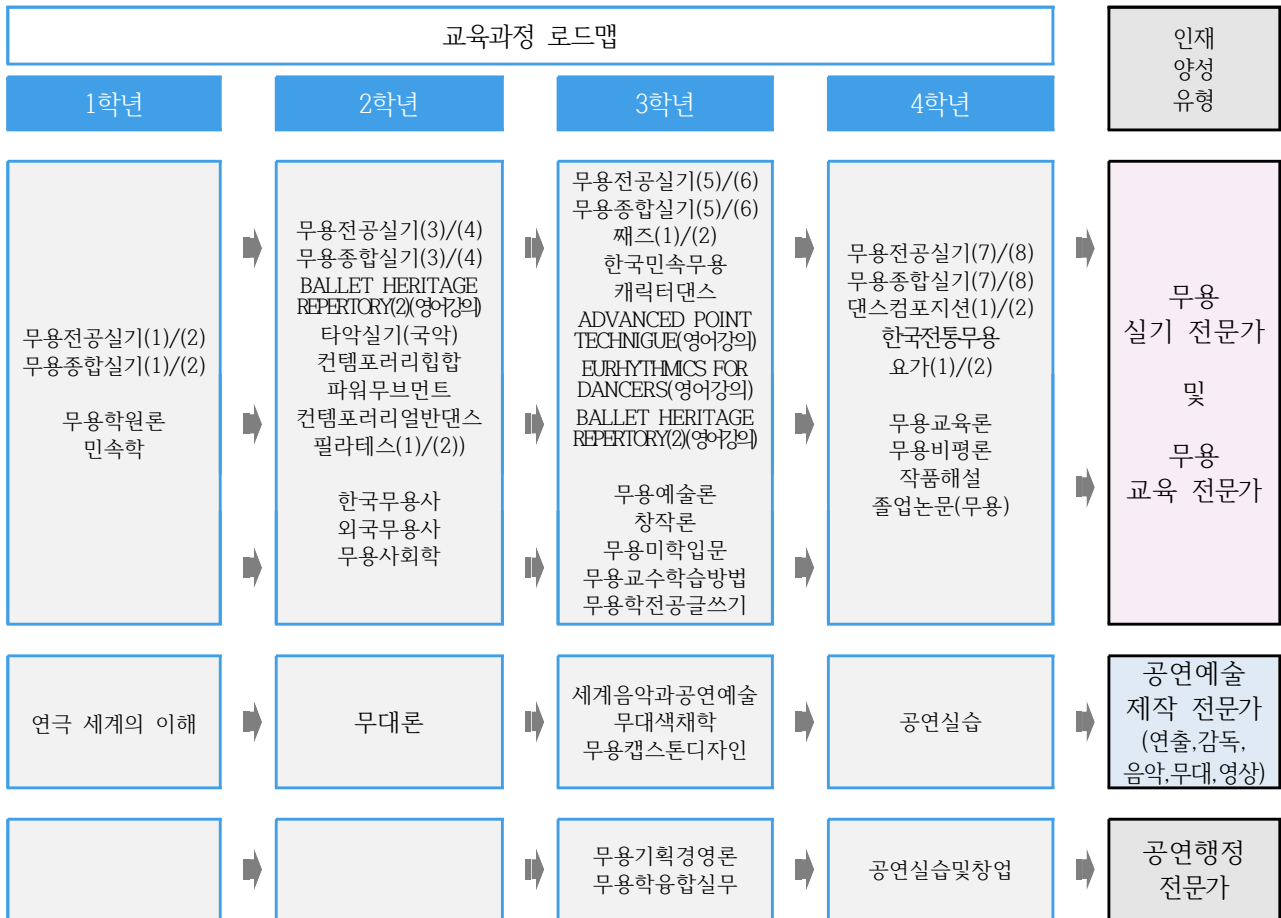 교육과정 로드맵
인재
양성
유형
1학년
2학년
3학년
4학년
무용전공실기(1)/(2)
무용종합실기(1)/(2)
무용학원론
민속학
무용전공실기(3)/(4)
무용종합실기(3)/(4)
BALLET HERITAGE
REPERTORY(2)(영어강의)
타악실기(국악)
컨템포러리힙합
파워무브먼트
컨템포러리얼반댄스
필라테스(1)/(2))
한국무용사
외국무용사
무용사회학
무용전공실기(5)/(6)
무용종합실기(5)/(6)
째즈(1)/(2)
한국민속무용
캐릭터댄스
ADVANCED POINT
TECHNIGUE(영어강의)
EURHYTHMICS FOR
DANCERS(영어강의)
BALLET HERITAGE
REPERTORY(2)(영어강의)
무용예술론
창작론
무용미학입문
무용교수학습방법
무용학전공글쓰기
무용전공실기(7)/(8)
무용종합실기(7)/(8)
댄스컴포지션(1)/(2)
한국전통무용
요가(1)/(2)
무용교육론
무용비평론
작품해설
졸업논문(무용)
무용
실기 전문가
및
무용
교육 전문가
연극 세계의 이해
무대론
세계음악과공연예술
무대색채학
무용캡스톤디자인
공연실습
공연예술
제작 전문가
(연출,감독,
음악,무대,영상)
무용기획경영론
무용학융합실무
공연실습및창업
공연행정
전문가